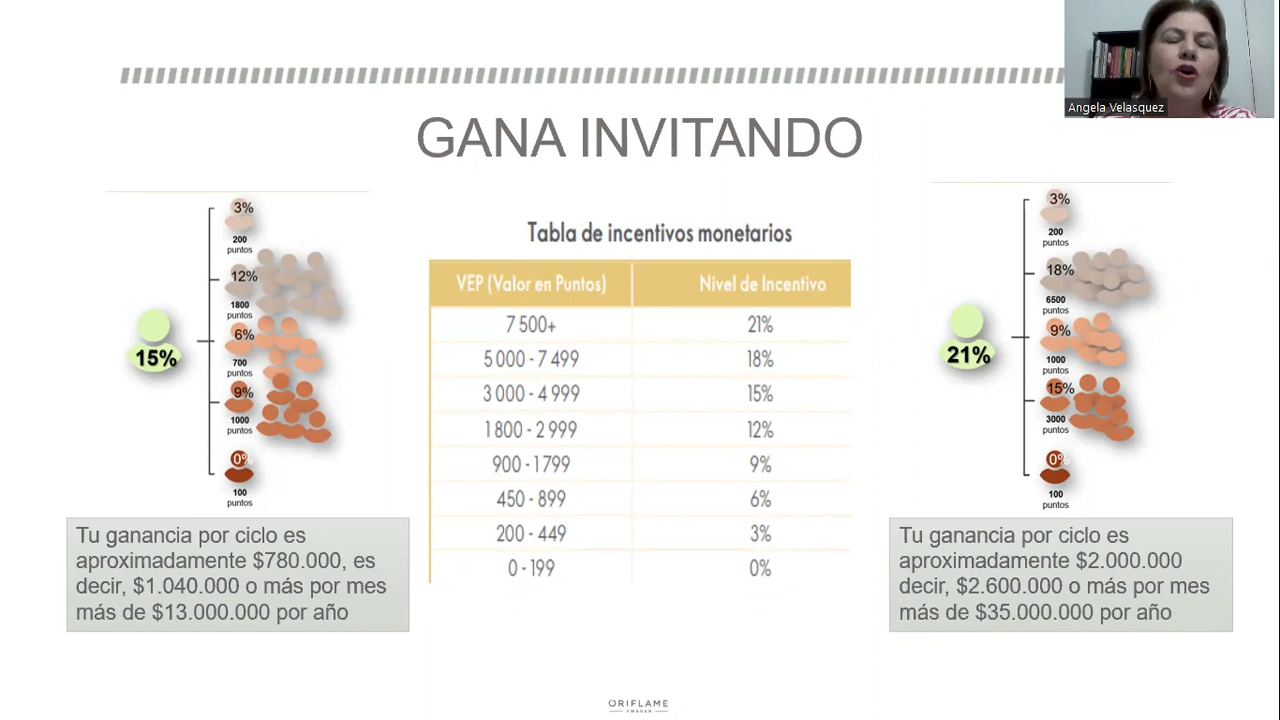 Angela Velasquez
GANA INVITANDO
3%
200
puntos
12%
1800
puntos
6%
700
puntos
9%
1000
puntos
0%
100
puntos
15%
Tu ganancia por ciclo es
aproximadamente $780.000, es
decir, $1.040.000 o más por mes
más de $13.000.000 por año
Tabla de incentivos monetarios
VEP (Valor en Puntos) Nivel de Incentivo
7 500+ 21%
5 000 - 7 499 18%
3 000 - 4 999 15%
1 800 - 2 999 12%
900 - 1 799 9%
450 - 899 6%
200 - 449 3%
0 - 199 0%
3%
200
puntos
18%
6500
puntos
9%
1000
puntos
15%
3000
puntos
0%
100
puntos
21%
Tu ganancia por ciclo es
aproximadamente $2.000.000
decir, $2.600.000 o más por mes
más de $35.000.000 por año
ORIFLAME